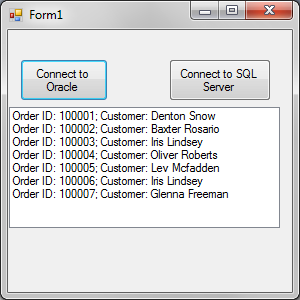 Form1
Connect to
Oracle
Connect to SQL
Server
Order ID: 100001; Customer: Denton Snow
Order ID: 100002; Customer: Baxter Rosario
Order ID: 100003; Customer: Iris Lindsey
Order ID: 100004; Customer: Oliver Roberts
Order ID: 100005; Customer: Lev Mcfadden
Order ID: 100006; Customer: Iris Lindsey
Order ID: 100007; Customer: Glenna Freeman